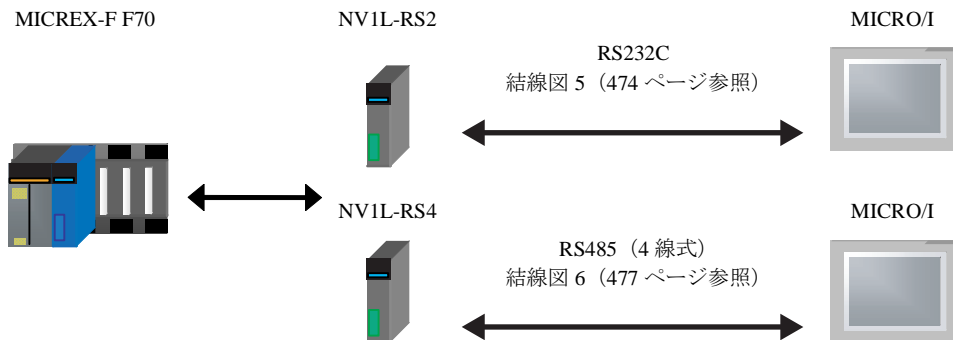 MICREX-F F70
NV1L-RS2
MICRO/I
RS232C
結線図 5（474 ページ参照）
NV1L-RS4
MICRO/I
RS485（4 線式）
結線図 6（477 ページ参照）